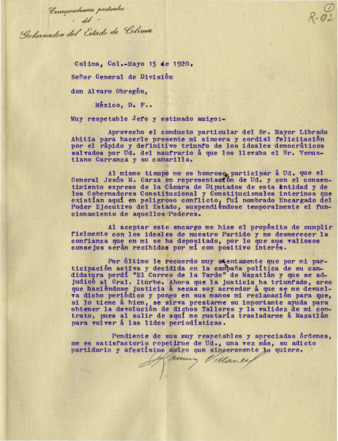 Correspondencia particular
del
Gobernador del Estado de Colima
1
R-02
Colima, Col.-Mayo 15 de 1920.
Señor General de División
don Alvaro Obregón,
México, D. F..
Muy respetable Jefe y estimado amigo:-
Aprovecho el conducto particular del Sr. Mayor Librado
Abitia para hacerle presente mi sincera y cordial felicitación
por el rápido y definitivo triunfo de los ideales democráticos
salvados por Ud. del naufrario á que los llevaba el Sr. Venus-
tiano Carranza y su camarilla.
Al mismo tiempo me es honroso participar á Ud. que el
General Jesús M. Garza en representación de Ud. y con el consen-
timiento expreso de la Cámara de Diputados de esta entidad y de
los Gobernadores Constitucional y Constitucionales interinos que
existían aquí en peligroso conflicto, fuí nombrado Encargado del
Poder Ejecutivo del Estado, suspendiéndose temporalmente el fun-
cionamiento de aquellos Poderes.
Al aceptar este encargo me hice el propósito de cumplir
fielmente con los ideales de nuestro Partido y no desmerecer la
confianza que en mí se ha depositado, por lo que sus valiosos
consejos serán recibidos por mí con positivo interés.
Por último le recuerdo muy atentamente que por mi par-
ticipación activa y decidida en la campaña política de su can-
didatura perdí "El Correo de la Tarde" de Mazatlán y que se ad-
judicó al Gral. Iturbe. Ahora que la Justicia ha triunfado, creo
que haciéndome justicia á secas soy acreedor á que se me devuel-
va dicho periódico y pongo en sus manos mi reclamación para que,
si lo tiene á bien, se sirva prestarme su importante ayuda para
obtener la devolución de dichos Talleres y la validez de mi con-
trato, pues al salir de aquí me gustaría trasladarme á Mazatlán
para volver á las lides periodísticas.
Pendiente de sus muy respetables y apreciadas órdenes,
me es satisfactorio repetirme de Ud., una vez más, su adicto
partidario y afectísimo amigo que sinceramente lo quiere.